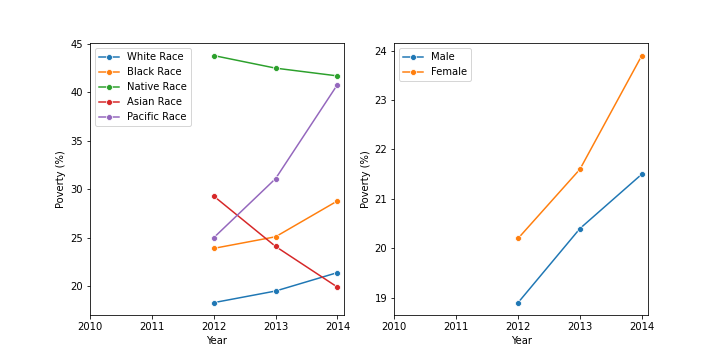 45
40
35
30
25
20
Poverty (%)
White Race
Black Race
Native Race
Asian Race
Pacific Race
2010 2011 2012 2013 2014
Year
24
23
22
21
20
19
Poverty (%)
Male
Female
2010 2011 2012 2013 2014
Year